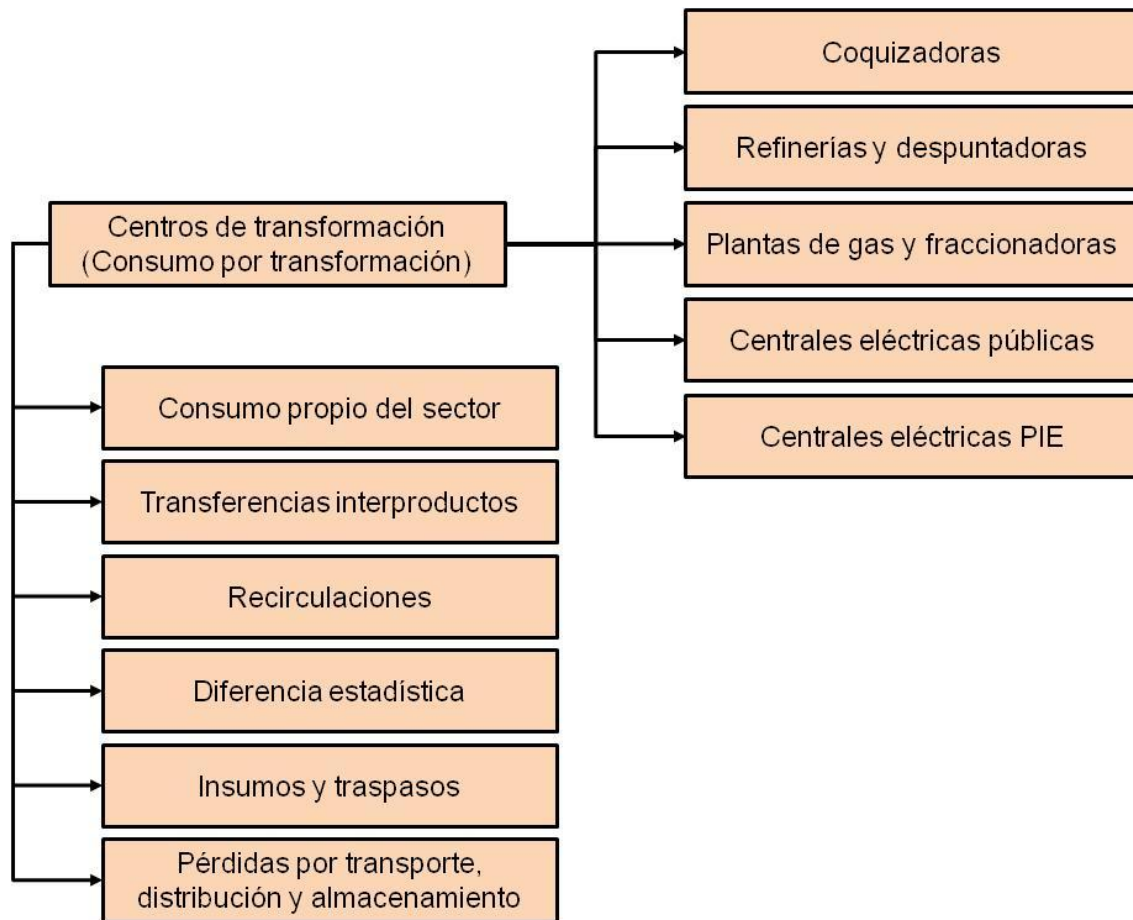 Centros de transformación
(Consumo por transformación)
Coquizadoras
Refinerías y despuntadoras
Plantas de gas y fraccionadoras
Centrales eléctricas públicas
Centrales eléctricas PIE
Consumo propio del sector
Transferencias interproductos
Recirculaciones
Diferencia estadística
Insumos y traspasos
Pérdidas por transporte,
distribución y almacenamiento